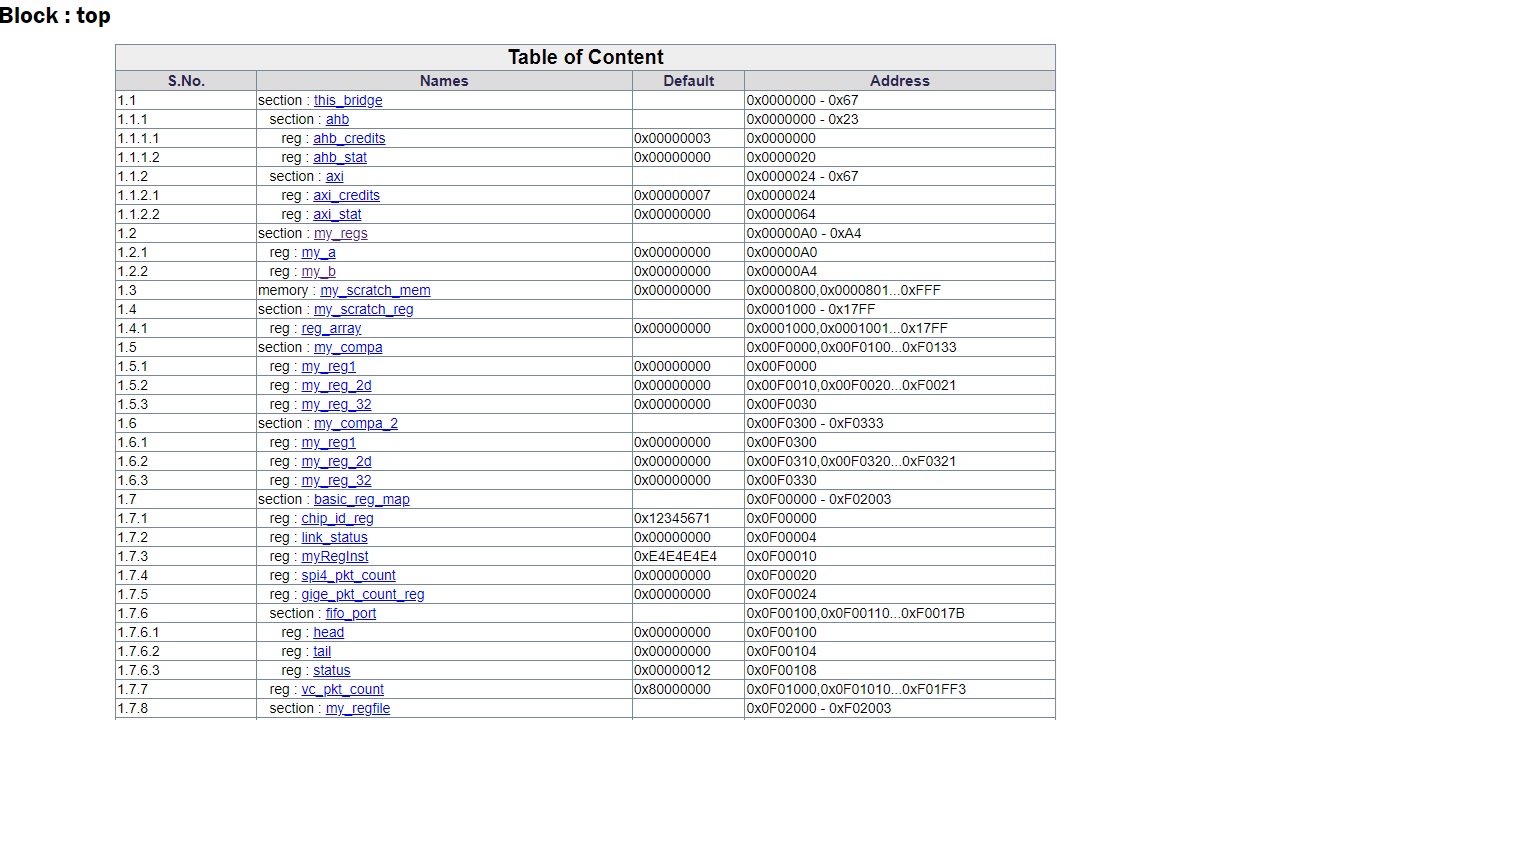 Block : top
Table of Content
S.No. Names Default Address
1.1 section : this_bridge 0x0000000 - 0x67
1.1.1 section : ahb 0x0000000 - 0x23
1.1.1.1 reg : ahb_credits 0x00000003 0x0000000
1.1.1.2 reg : ahb_stat 0x00000000 0x0000020
1.1.2 section : axi 0x0000024 - 0x67
1.1.2.1 reg : axi_credits 0x00000007 0x0000024
1.1.2.2 reg : axi_stat 0x00000000 0x0000064
1.2 section : my_regs 0x00000A0 - 0xA4
1.2.1 reg : my_a 0x00000000 0x00000A0
1.2.2 reg : my_b 0x00000000 0x00000A4
1.3 memory : my_scratch_mem 0x00000000 0x0000800,0x0000801...0xFFF
1.4 section : my_scratch_reg 0x0001000 - 0x17FF
1.4.1 reg : reg_array 0x00000000 0x0001000,0x0001001...0x17FF
1.5 section : my_compa 0x00F0000,0x00F0100...0xF0133
1.5.1 reg : my_reg1 0x00000000 0x00F0000
1.5.2 reg : my_reg_2d 0x00000000 0x00F0010,0x00F0020...0xF0021
1.5.3 reg : my_reg_32 0x00000000 0x00F0030
1.6 section : my_compa_2 0x00F0300 - 0xF0333
1.6.1 reg : my_reg1 0x00000000 0x00F0300
1.6.2 reg : my_reg_2d 0x00000000 0x00F0310,0x00F0320...0xF0321
1.6.3 reg : my_reg_32 0x00000000 0x00F0330
1.7 section : basic_reg_map 0x0F00000 - 0xF02003
1.7.1 reg : chip_id_reg 0x12345671 0x0F00000
1.7.2 reg : link_status 0x00000000 0x0F00004
1.7.3 reg : myRegInst 0xE4E4E4E4 0x0F00010
1.7.4 reg : spi4_pkt_count 0x00000000 0x0F00020
1.7.5 reg : gige_pkt_count_reg 0x00000000 0x0F00024
1.7.6 section : fifo_port 0x0F00100,0x0F00110...0xF0017B
1.7.6.1 reg : head 0x00000000 0x0F00100
1.7.6.2 reg : tail 0x00000000 0x0F00104
1.7.6.3 reg : status 0x00000012 0x0F00108
1.7.7 reg : vc_pkt_count 0x80000000 0x0F01000,0x0F01010...0xF01FF3
1.7.8 section : my_regfile 0x0F02000 - 0xF02003